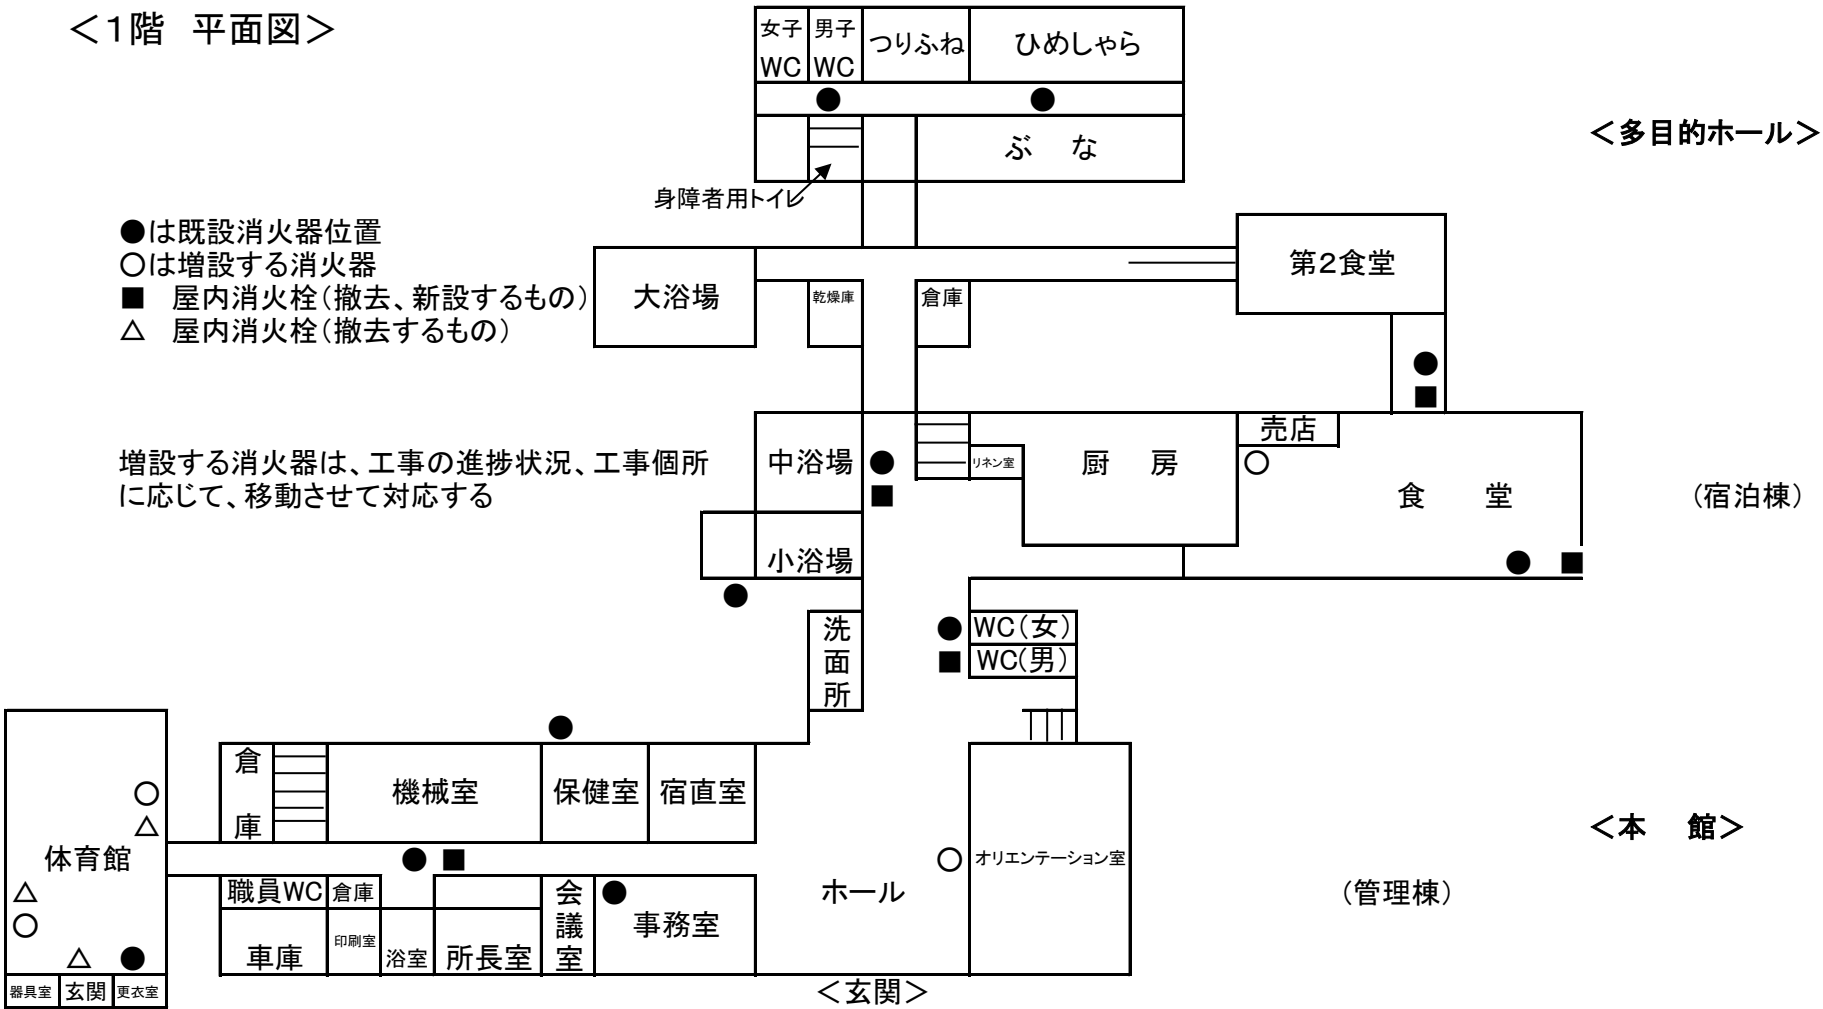 ＜１階　平面図＞
女子 男子
WC WC
つりふね
ひめしゃら
＜多目的ホール＞
ぶ　な
身障者用トイレ
●は既設消火器位置
○は増設する消火器
■　屋内消火栓（撤去、新設するもの）
△　屋内消火栓（撤去するもの）
大浴場
乾燥庫
倉庫
第２食堂
増設する消火器は、工事の進捗状況、工事個所
に応じて、移動させて対応する
中浴場
リネン室
厨　房
売店
食　　堂
（宿泊棟）
小浴場
洗面所
WC（女）
WC（男）
倉庫
機械室
保健室
宿直室
＜本　館＞
体育館
オリエンテーション室
職員WC
倉庫
会議室
事務室
ホール
（管理棟）
車庫
印刷室
浴室
所長室
器具室
玄関
更衣室
＜玄関＞